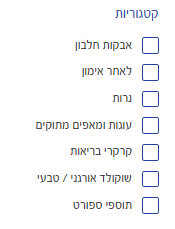 קטגוריות
אבקות חלבון
לאחר אימון
נרות
עוגות ומאפים מתוקים
קרקרי בריאות
שוקולד אורגני / טבעי
תוספי ספורט